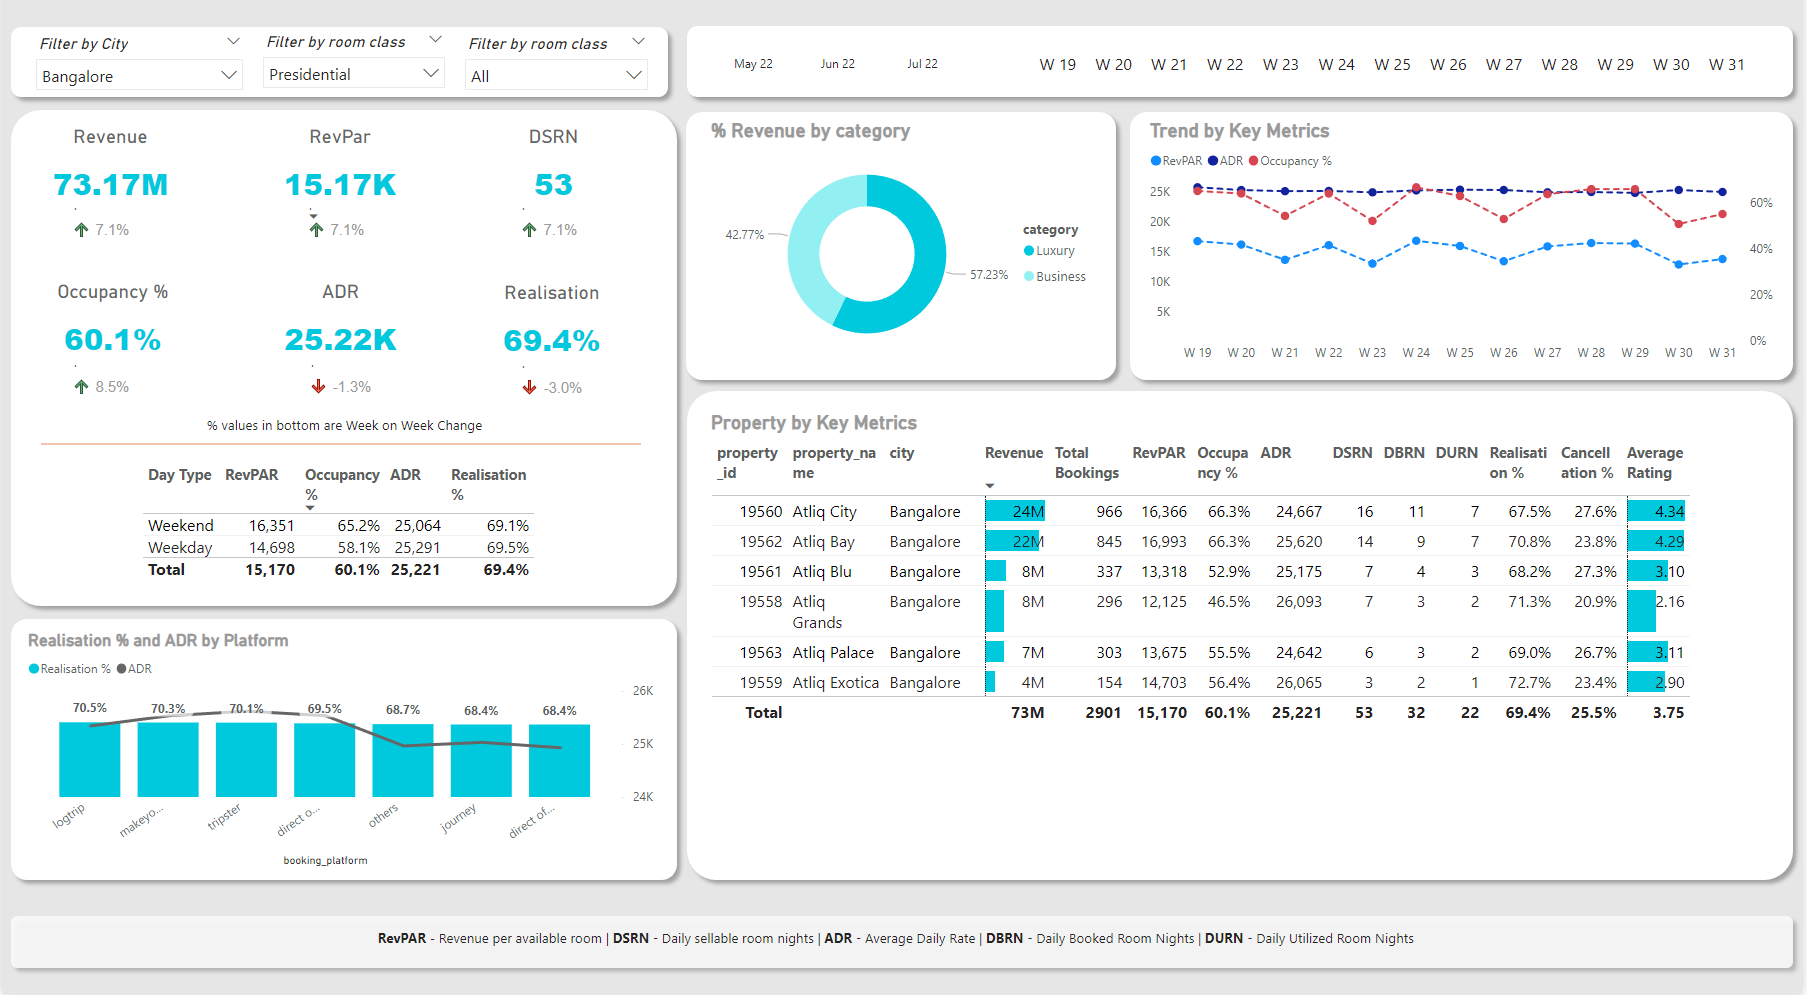 Filter by City
Bangalore
Filter by room class
Presidential
Filter by room class
All
May 22 Jun 22 Jul 22
W 19 W 20 W 21 W 22 W 23 W 24 W 25 W 26 W 27 W 28 W 29 W 30 W 31
Revenue
73.17M
7.1%
RevPar
15.17K
7.1%
DSRN
53
7.1%
Occupancy %
60.1%
8.5%
ADR
25.22K
-1.3%
Realisation
69.4%
-3.0%
% values in bottom are Week on Week Change
Day Type RevPAR Occupancy % ADR Realisation %
Weekend 16,351 65.2% 25,064 69.1%
Weekday 14,698 58.1% 25,291 69.5%
Total 15,170 60.1% 25,221 69.4%
% Revenue by category
42.77%
57.23%
category
Luxury
Business
Trend by Key Metrics
RevPAR ADR Occupancy %
25K
20K
15K
10K
5K
60%
40%
20%
0%
W 19 W 20 W 21 W 22 W 23 W 24 W 25 W 26 W 27 W 28 W 29 W 30 W 31
Property by Key Metrics
property_id property_name city Revenue Total Bookings RevPAR Occupancy % ADR DSRN DBRN DURN Realisation % Cancellation % Average Rating
19560 Atliq City Bangalore 24M 966 16,366 66.3% 24,667 16 11 7 67.5% 27.6% 4.34
19562 Atliq Bay Bangalore 22M 845 16,993 66.3% 25,620 14 9 7 70.8% 23.8% 4.29
19561 Atliq Blu Bangalore 8M 337 13,318 52.9% 25,175 7 4 3 68.2% 27.3% 3.10
19558 Atliq Grands Bangalore 8M 296 12,125 46.5% 26,093 7 3 2 71.3% 20.9% 2.16
19563 Atliq Palace Bangalore 7M 303 13,675 55.5% 24,642 6 3 2 69.0% 26.7% 3.11
19559 Atliq Exotica Bangalore 4M 154 14,703 56.4% 26,065 3 2 1 72.7% 23.4% 2.90
Total 73M 2901 15,170 60.1% 25,221 53 32 22 69.4% 25.5% 3.75
Realisation % and ADR by Platform
Realisation % ADR
70.5% 70.3% 70.1% 69.5% 68.7% 68.4% 68.4%
26K
25K
24K
logtrip makeyo... tripster direct o... others journey direct of...
booking_platform
RevPAR - Revenue per available room | DSRN - Daily sellable room nights | ADR - Average Daily Rate | DBRN - Daily Booked Room Nights | DURN - Daily Utilized Room Nights